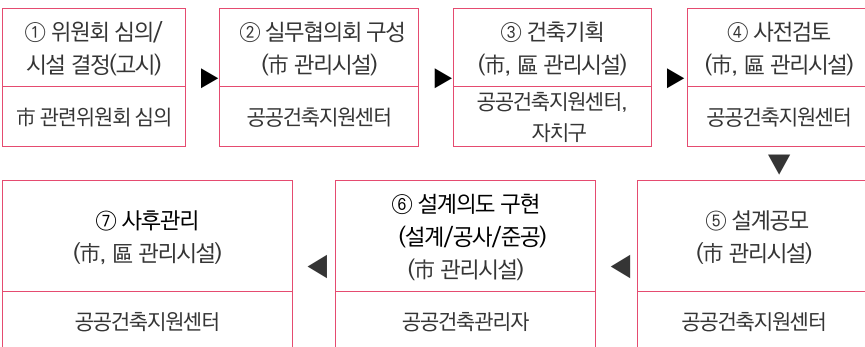 ① 위원회 심의/
시설 결정(고시)
市 관련위원회 심의
② 실무협의회 구성
(市 관리시설)
공공건축지원센터
③ 건축기획
(市, 區 관리시설)
공공건축지원센터,
자치구
④ 사전검토
(市, 區 관리시설)
공공건축지원센터
⑤ 설계공모
(市 관리시설)
공공건축지원센터
⑥ 설계의도 구현
(설계/공사/준공)
(市 관리시설)
공공건축관리자
⑦ 사후관리
(市, 區 관리시설)
공공건축지원센터